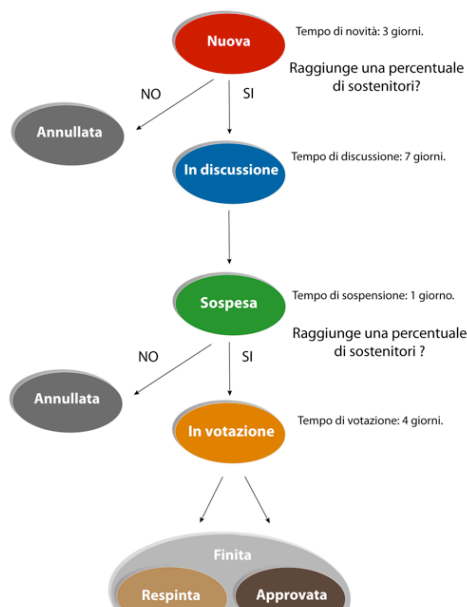 Nuova
Tempo di novità: 3 giorni.
Raggiunge una percentuale
di sostenitori?
NO
SI
Annullata
In discussione
Tempo di discussione: 7 giorni.
Sospesa
Tempo di sospensione: 1 giorno.
Raggiunge una percentuale
di sostenitori ?
NO
SI
Annullata
In votazione
Tempo di votazione: 4 giorni.
Finita
Respinta
Approvata